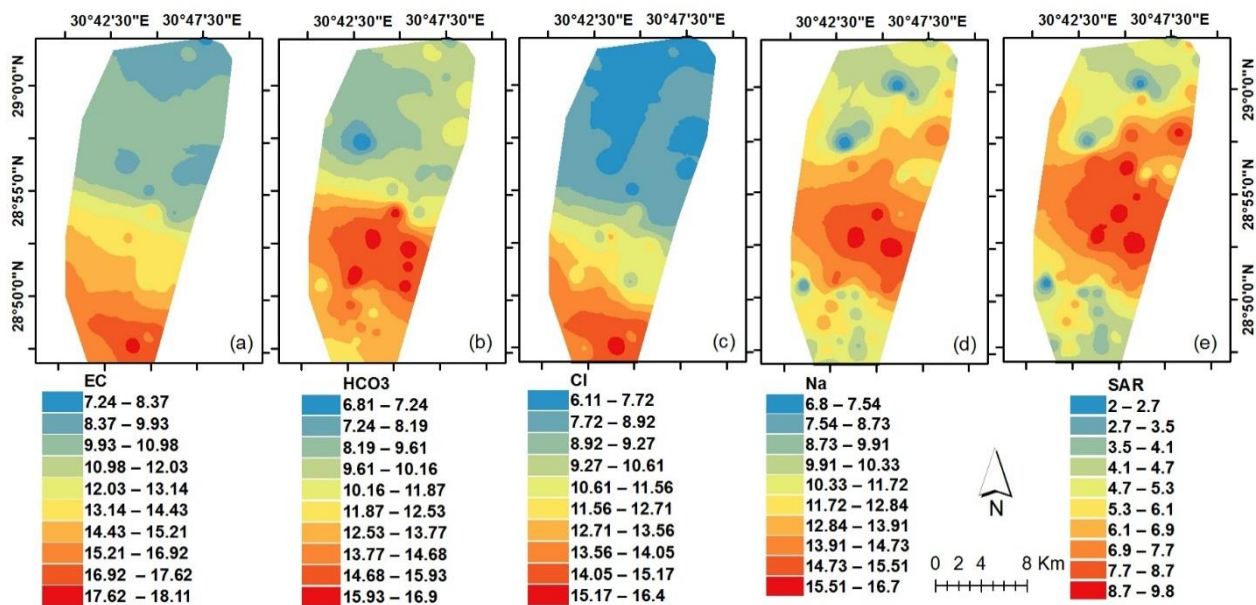 30°42'30"E 30°47'30"E 30°42'30"E 30°47'30"E 30°42'30"E 30°47'30"E 30°42'30"E 30°47'30"E 30°42'30"E 30°47'30"E
29°0'0"N
28°55'0"N
28°50'0"N
29°0'0"N
28°55'0"N
28°50'0"N
(a) (b) (c) (d) (e)
EC
7.24 – 8.37
8.37 – 9.93
9.93 – 10.98
10.98 – 12.03
12.03 – 13.14
13.14 – 14.43
14.43 – 15.21
15.21 – 16.92
16.92 – 17.62
17.62 – 18.11
HCO3
6.81 – 7.24
7.24 – 8.19
8.19 – 9.61
9.61 – 10.16
10.16 – 11.87
11.87 – 12.53
12.53 – 13.77
13.77 – 14.68
14.68 – 15.93
15.93 – 16.9
Cl
6.11 – 7.72
7.72 – 8.92
8.92 – 9.27
9.27 – 10.61
10.61 – 11.56
11.56 – 12.71
12.71 – 13.56
13.56 – 14.05
14.05 – 15.17
15.17 – 16.4
Na
6.8 – 7.54
7.54 – 8.73
8.73 – 9.91
9.91 – 10.33
10.33 – 11.72
11.72 – 12.84
12.84 – 13.91
13.91 – 14.73
14.73 – 15.51
15.51 – 16.7
N
0 2 4 8 Km
SAR
2 – 2.7
2.7 – 3.5
3.5 – 4.1
4.1 – 4.7
4.7 – 5.3
5.3 – 6.1
6.1 – 6.9
6.9 – 7.7
7.7 – 8.7
8.7 – 9.8